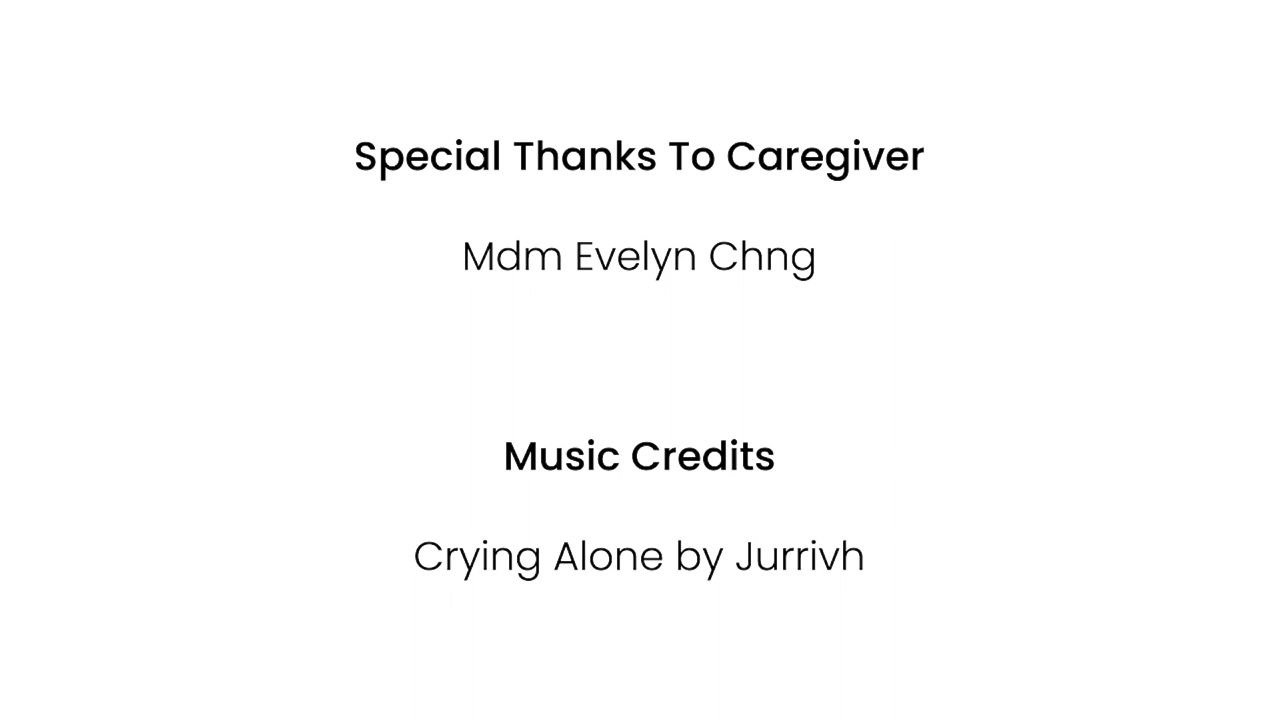 Special Thanks To Caregiver
Mdm Evelyn Chng
Music Credits
Crying Alone by Jurrivh